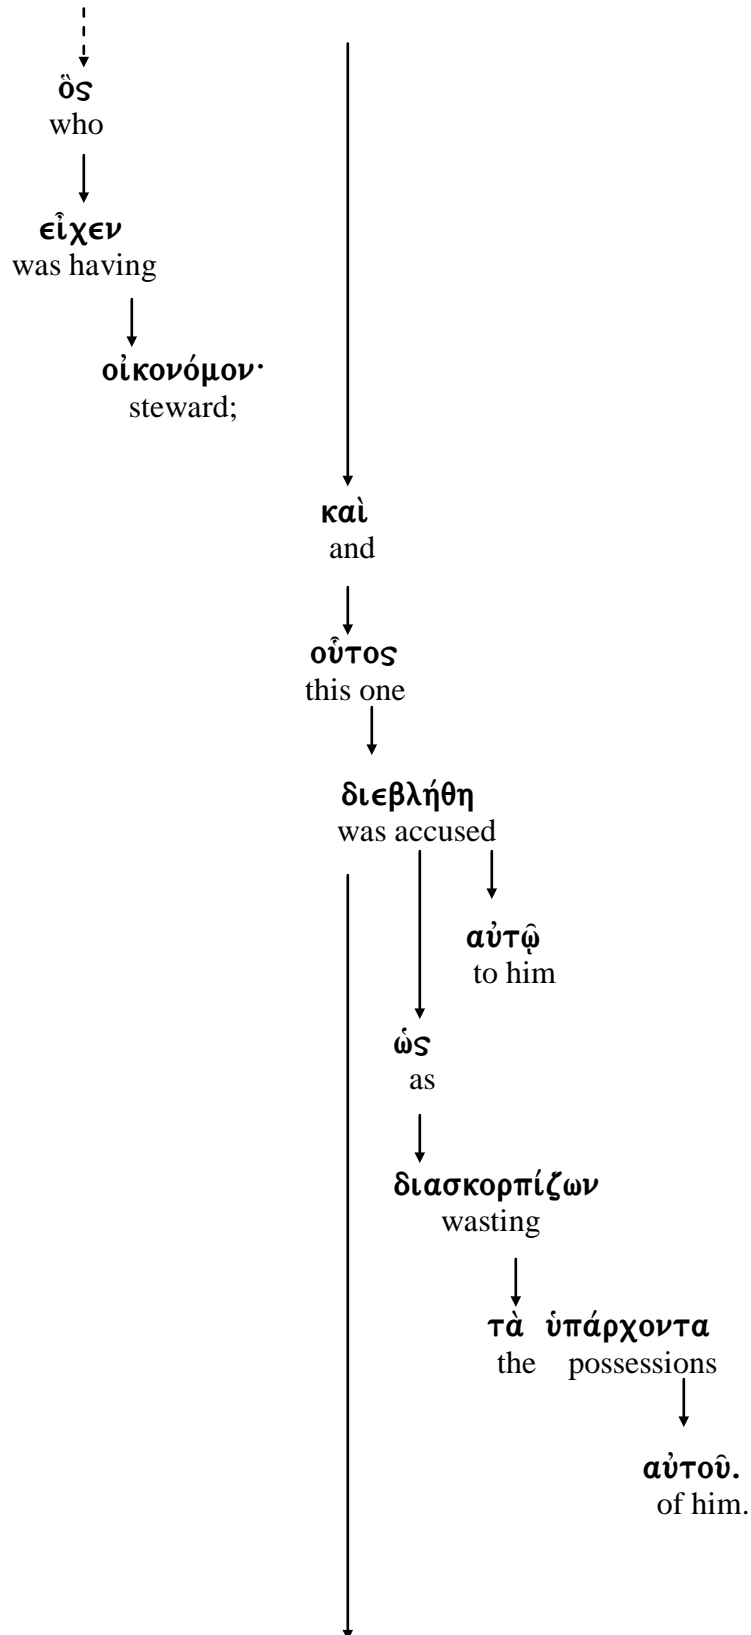 ὃς
who
εἶχεν
was having
οἰκονόμον·
steward;
καὶ
and
οὗτος
this one
διεβλήθη
was accused
αὐτῷ
to him
ὡς
as
διασκορπίζων
wasting
τὰ ὑπάρχοντα
the possessions
αὐτοῦ.
of him.